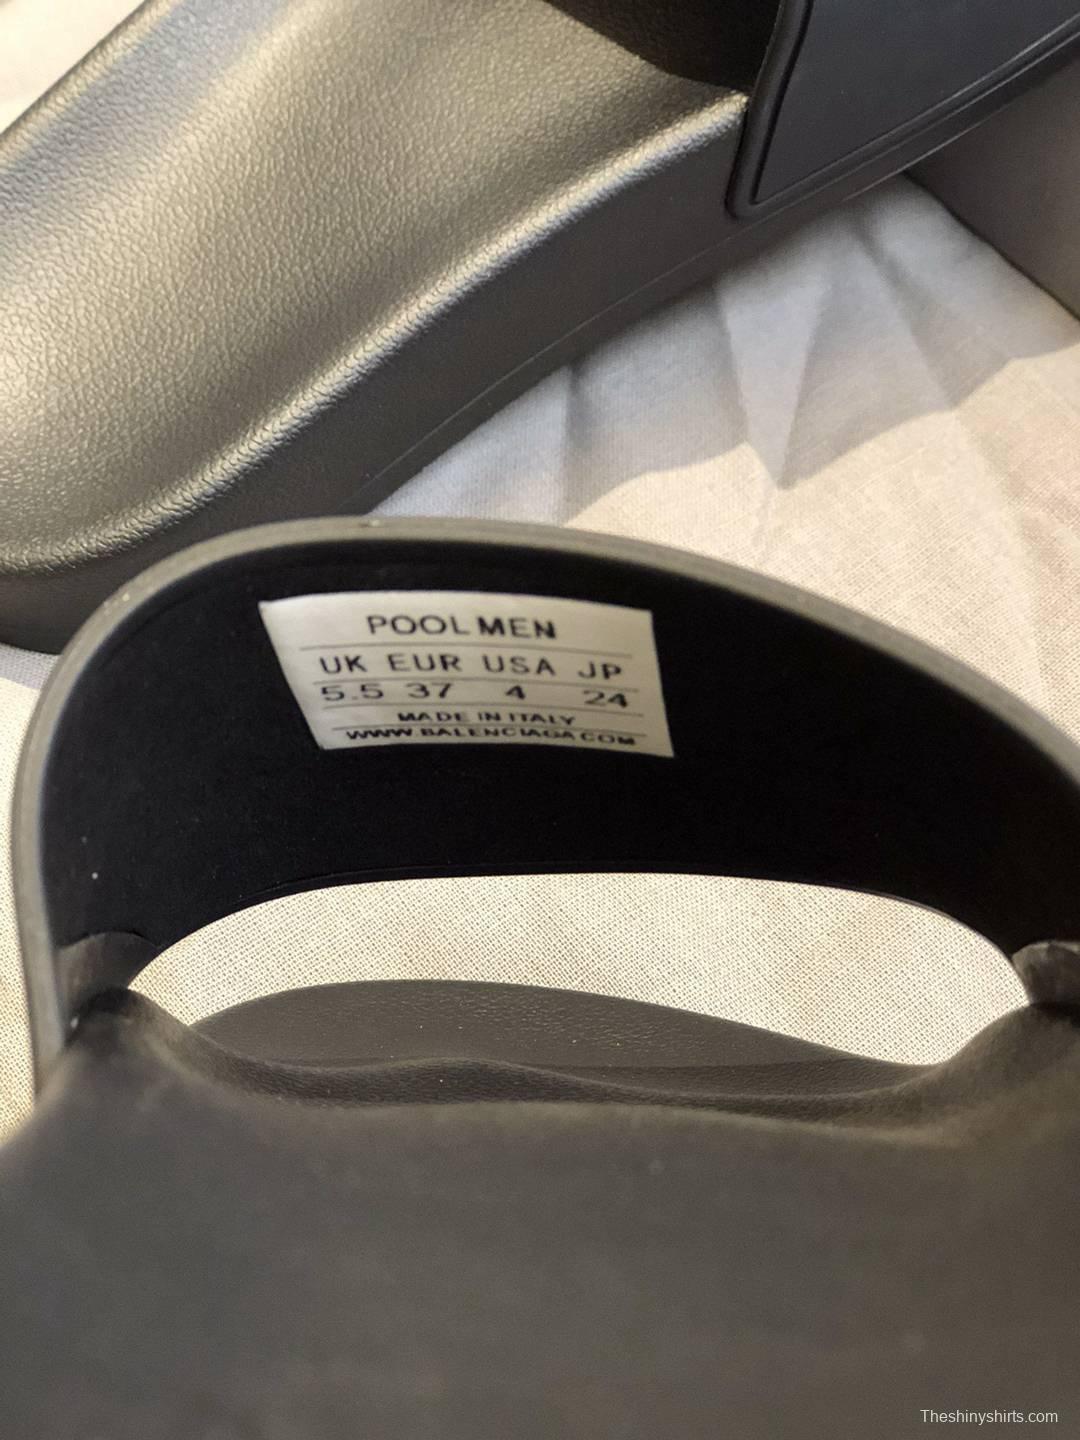 POOL MEN
UK EUR USA JP
5.5 37 4 24
MADE IN ITALY
WWW.BALENCIAGA.COM
Theshinyshirts.com